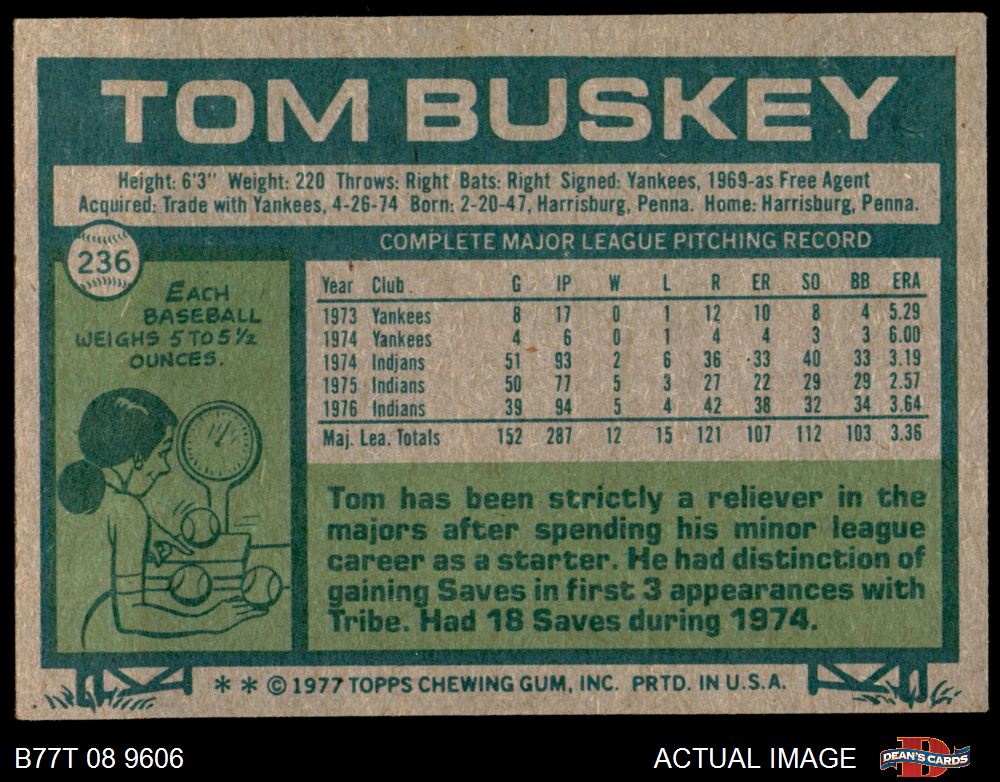 TOM BUSKEY
Height: 6'3" Weight: 220 Throws: Right Bats: Right Signed: Yankees, 1969-as Free Agent
Acquired: Trade with Yankees, 4-26-74 Born: 2-20-47, Harrisburg, Penna. Home: Harrisburg, Penna.
236
EACH
BASEBALL
WEIGHS 5 TO 5½
OUNCES.
COMPLETE MAJOR LEAGUE PITCHING RECORD
Year Club G IP W L R ER SO BB ERA
1973 Yankees 8 17 0 1 12 10 8 4 5.29
1974 Yankees 4 6 0 1 4 4 3 3 6.00
1974 Indians 51 93 2 6 36 33 40 33 3.19
1975 Indians 50 77 5 3 27 22 29 29 2.57
1976 Indians 39 94 5 4 42 38 32 34 3.64
Maj. Lea. Totals 152 287 12 15 121 107 112 103 3.36
Tom has been strictly a reliever in the
majors after spending his minor league
career as a starter. He had distinction of
gaining Saves in first 3 appearances with
Tribe. Had 18 Saves during 1974.
* * © 1977 TOPPS CHEWING GUM, INC. PRTD. IN U.S.A.
B77T 08 9606
ACTUAL IMAGE
D
DEAN'S CARDS